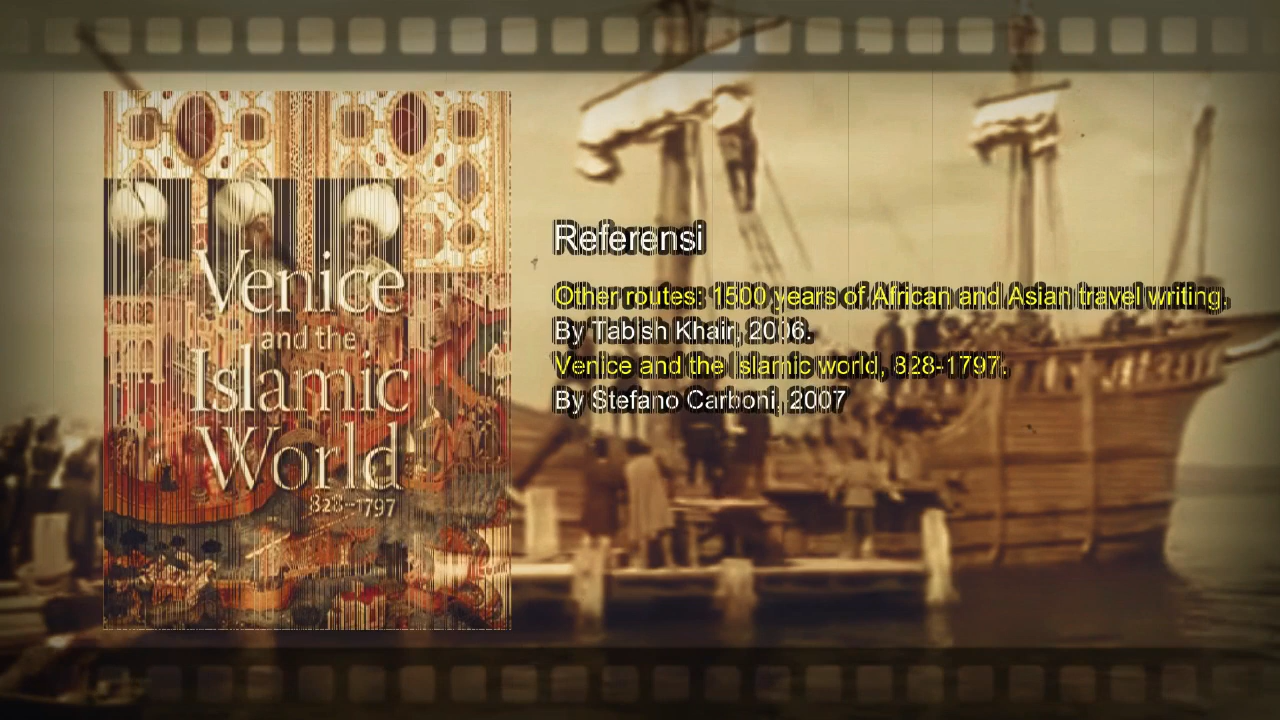 Venice
and the
Islamic
World
828-1797
Referensi
Other routes: 1500 years of African and Asian travel writing.
By Tabish Khair, 2006.
Venice and the Islamic world, 828-1797.
By Stefano Carboni, 2007